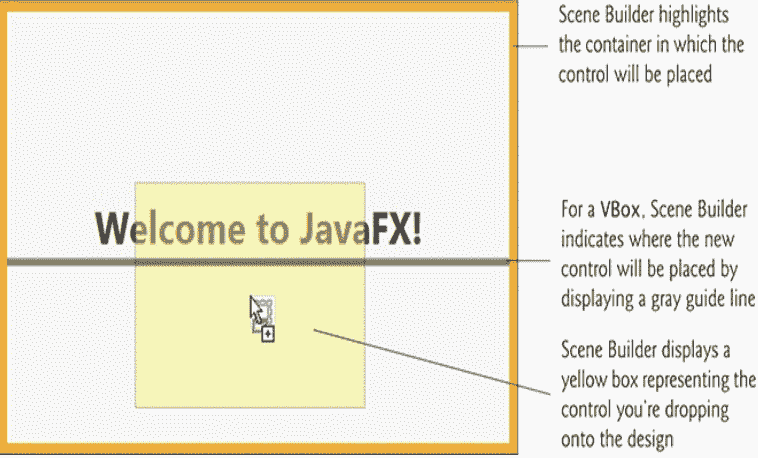 Scene Builder highlights
the container in which the
control will be placed
Welcome to JavaFX!
For a VBox, Scene Builder
indicates where the new
control will be placed by
displaying a gray guide line
Scene Builder displays a
yellow box representing the
control you're dropping
onto the design